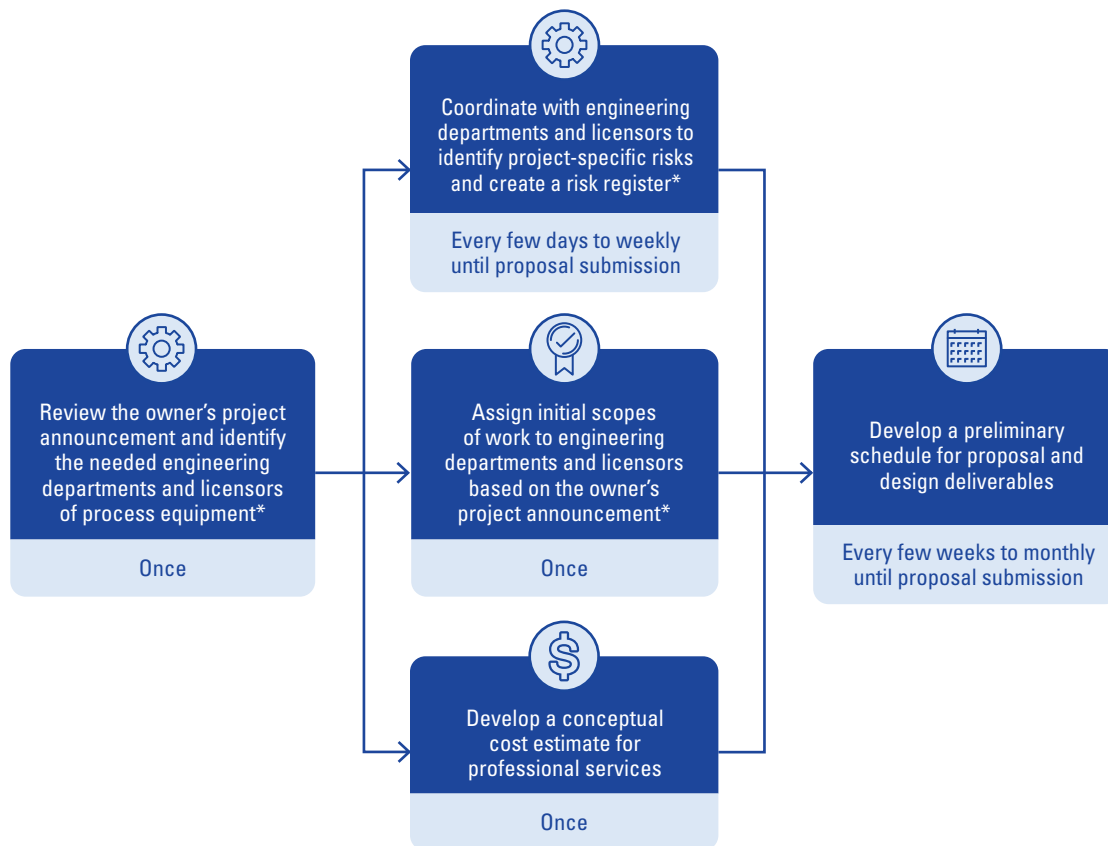 Coordinate with engineering
departments and licensors to
identify project-specific risks
and create a risk register*
Every few days to weekly
until proposal submission
Review the owner’s project
announcement and identify
the needed engineering
departments and licensors
of process equipment*
Once
Assign initial scopes
of work to engineering
departments and licensors
based on the owner’s
project announcement*
Once
Develop a preliminary
schedule for proposal and
design deliverables
Every few weeks to monthly
until proposal submission
$
Develop a conceptual
cost estimate for
professional services
Once